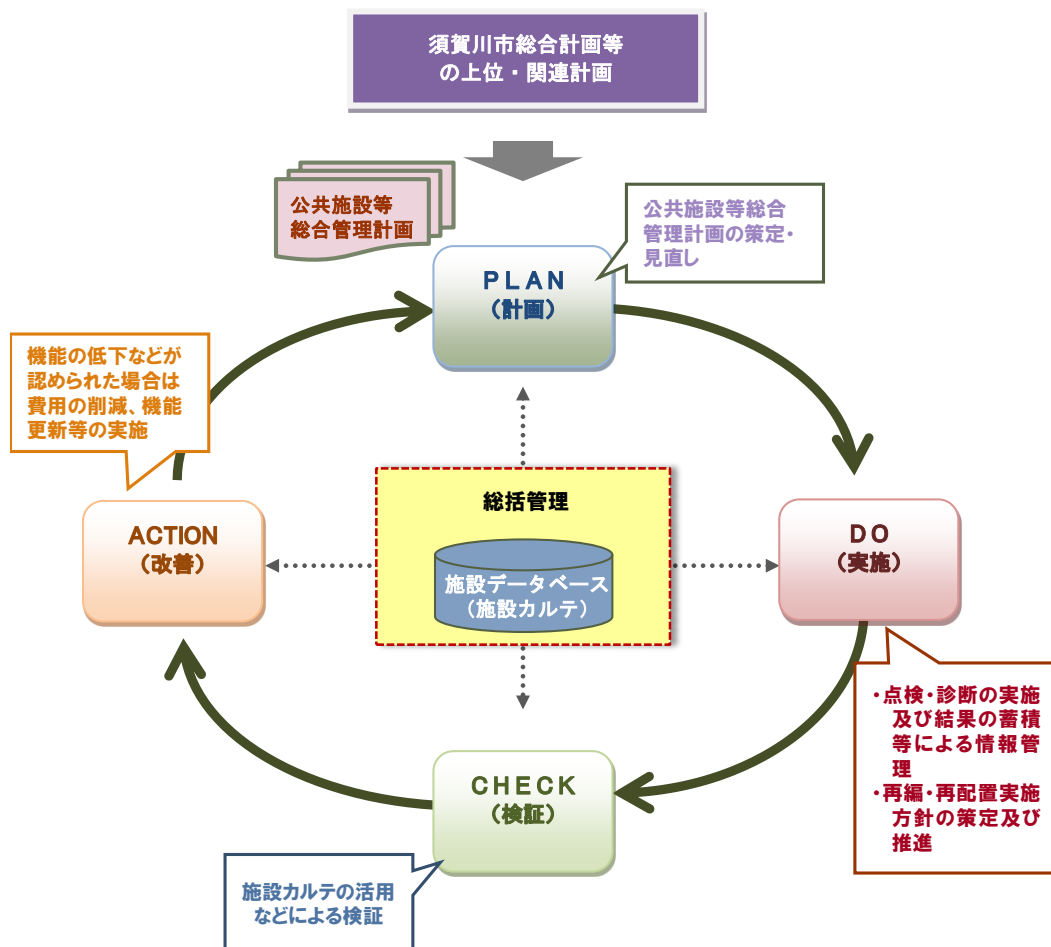 須賀川市総合計画等
の上位・関連計画
公共施設等
総合管理計画
公共施設等総合
管理計画の策定・
見直し
PLAN
(計画)
機能の低下などが
認められた場合は
費用の削減、機能
更新等の実施
総括管理
施設データベース
(施設カルテ)
ACTION
(改善)
DO
(実施)
・点検・診断の実施
及び結果の蓄積
等による情報管
理
・再編・再配置実施
方針の策定及び
推進
CHECK
(検証)
施設カルテの活用
などによる検証